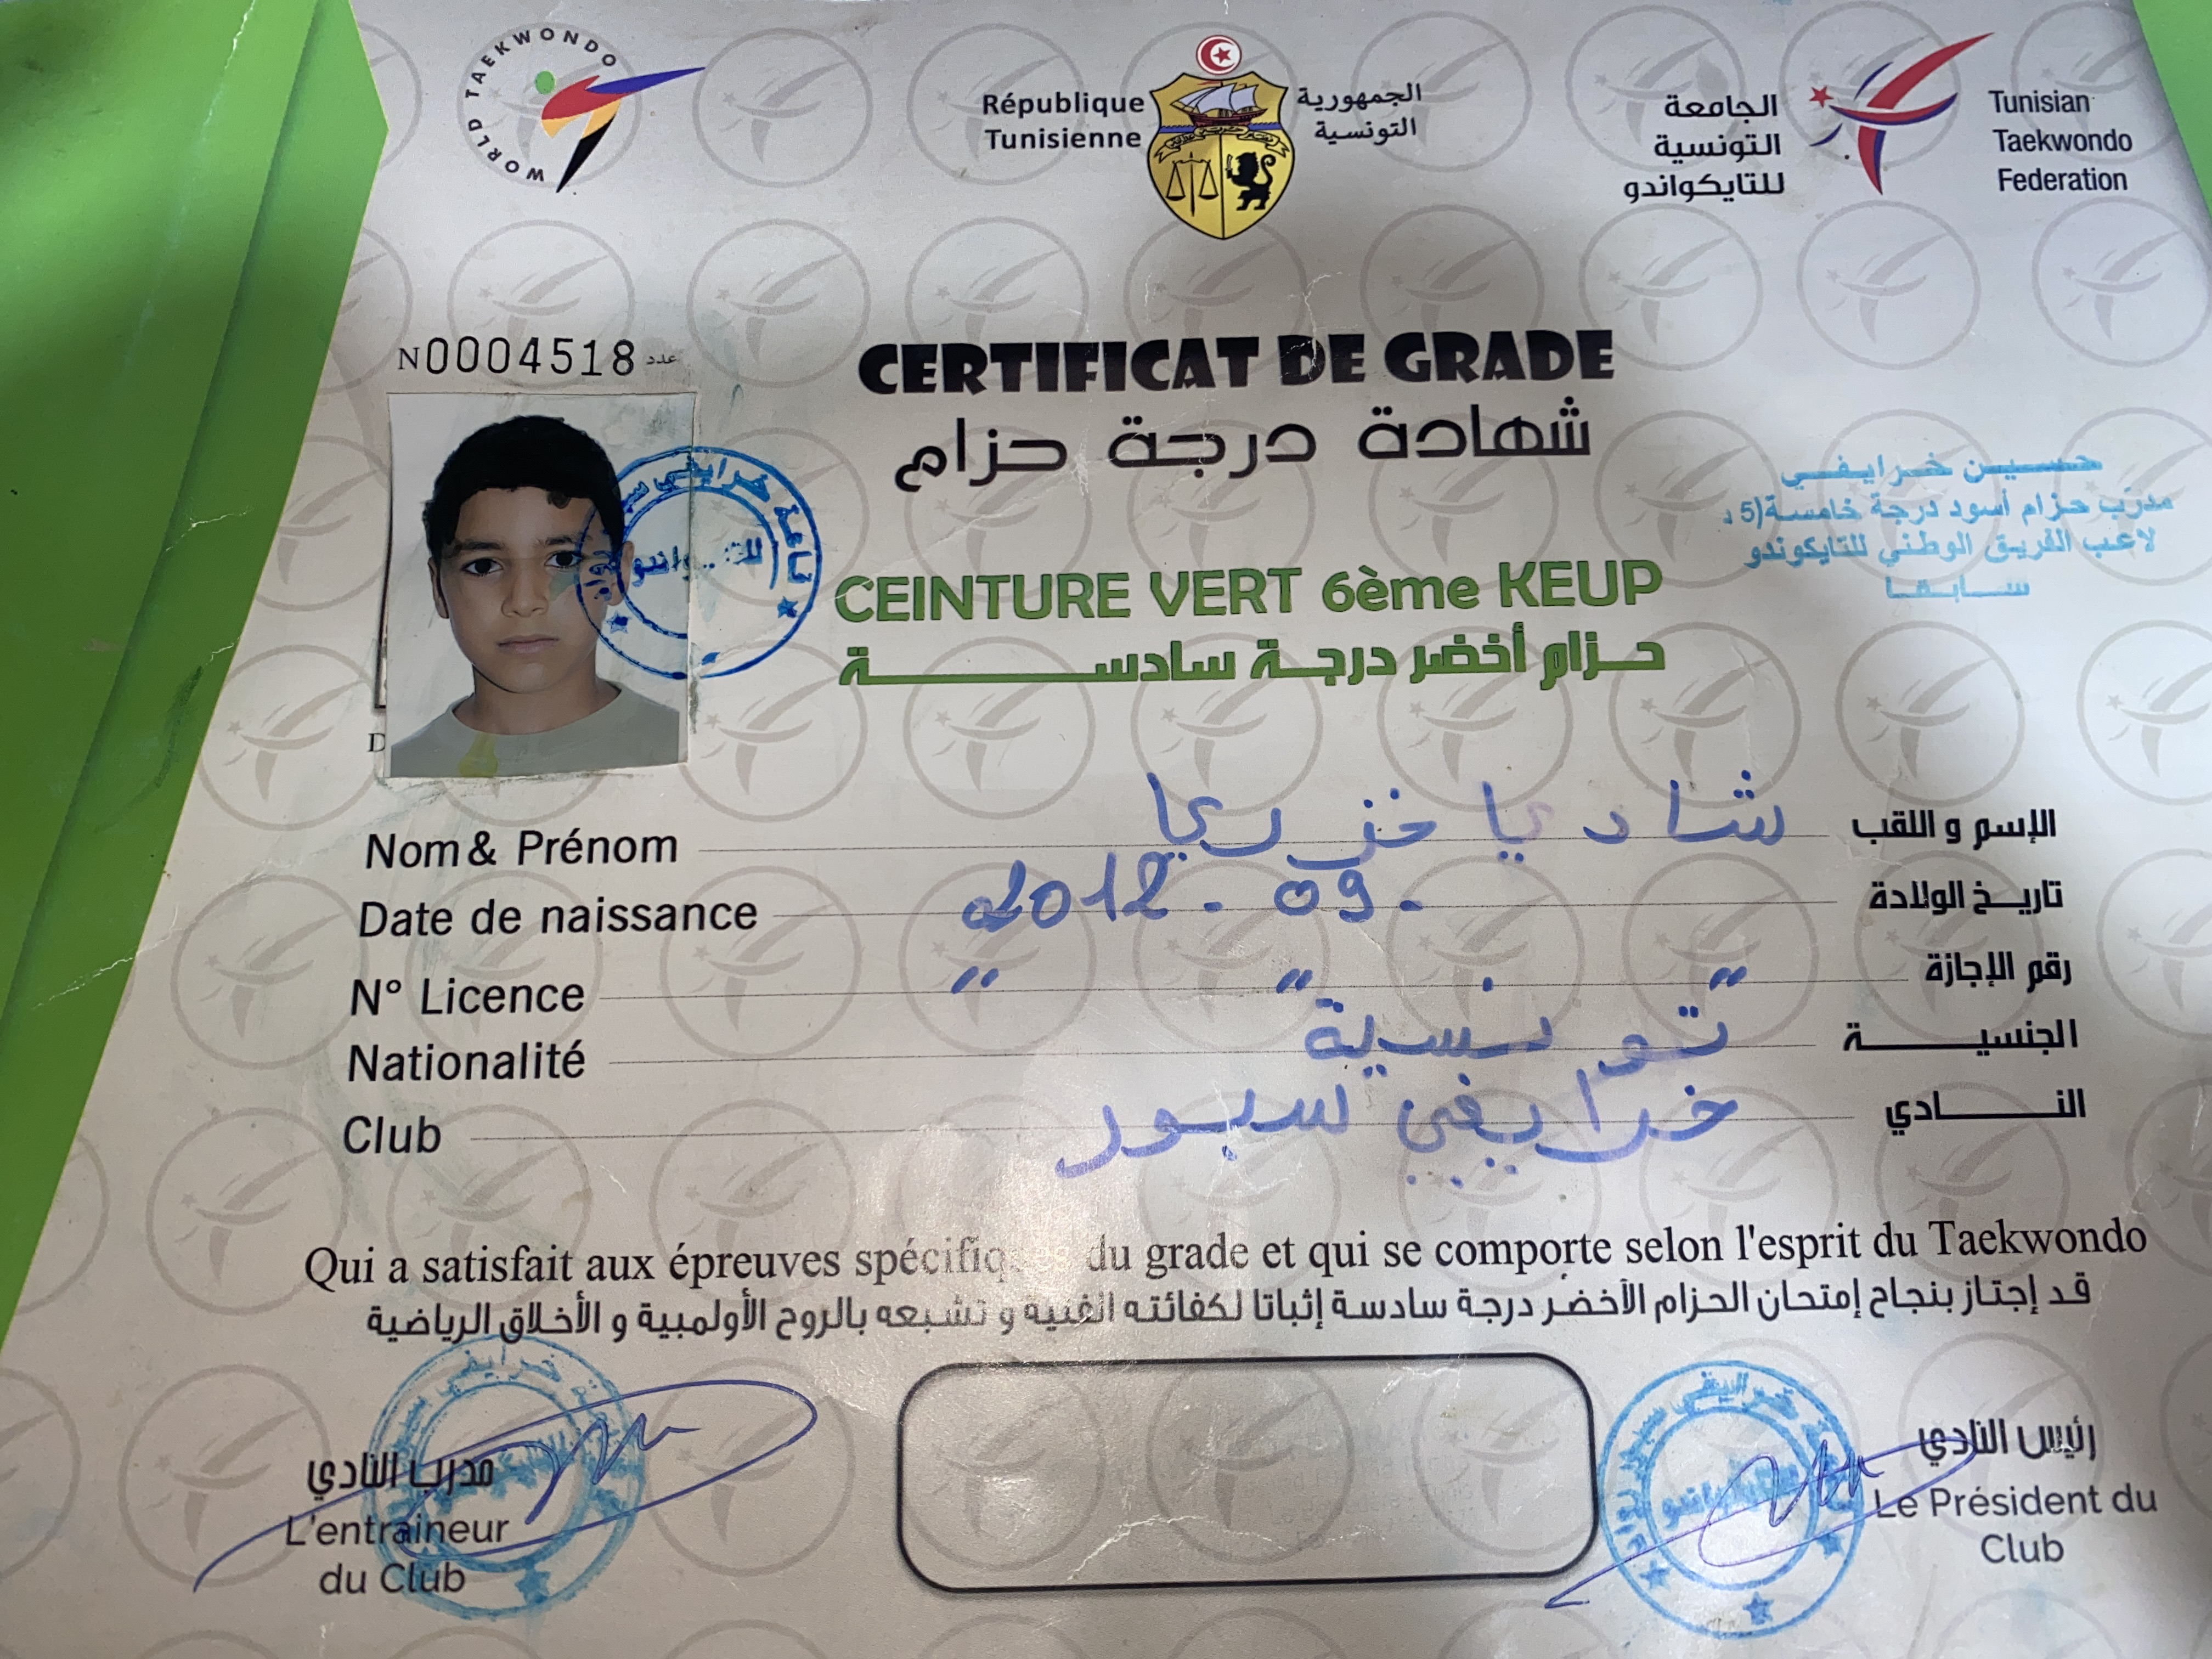 WORLD TAEKWONDO
République
Tunisienne
الجمهورية
التونسية
الجامعة
التونسية
للتايكواندو
Tunisian
Taekwondo
Federation
N0004518 عدد
CERTIFICAT DE GRADE
شهادة درجة حزام
حسين خرايفي
مدرب حزام أسود درجة خامسة(5 د
لاعب الفريق الوطني للتايكوندو
سابقا
CEINTURE VERT 6ème KEUP
حزام أخضر درجة سادسة
D
Nom & Prénom شادي خزري الإسم و اللقب
Date de naissance 2012 - 09 - تاريخ الولادة
N° Licence " " " رقم الإجازة
Nationalité تونسية الجنسية
Club خرايفي سبور النادي
Qui a satisfait aux épreuves du grade et qui se comporte selon l'esprit du Taekwondo
قد إجتاز بنجاح إمتحان الحزام الأخضر درجة سادسة إثباتا لكفائته الفنية و تشبعه بالروح الأولمبية و الأخلاق الرياضية
مدرب النادي
L'entraineur
du Club
رئيس النادي
Le Président du
Club